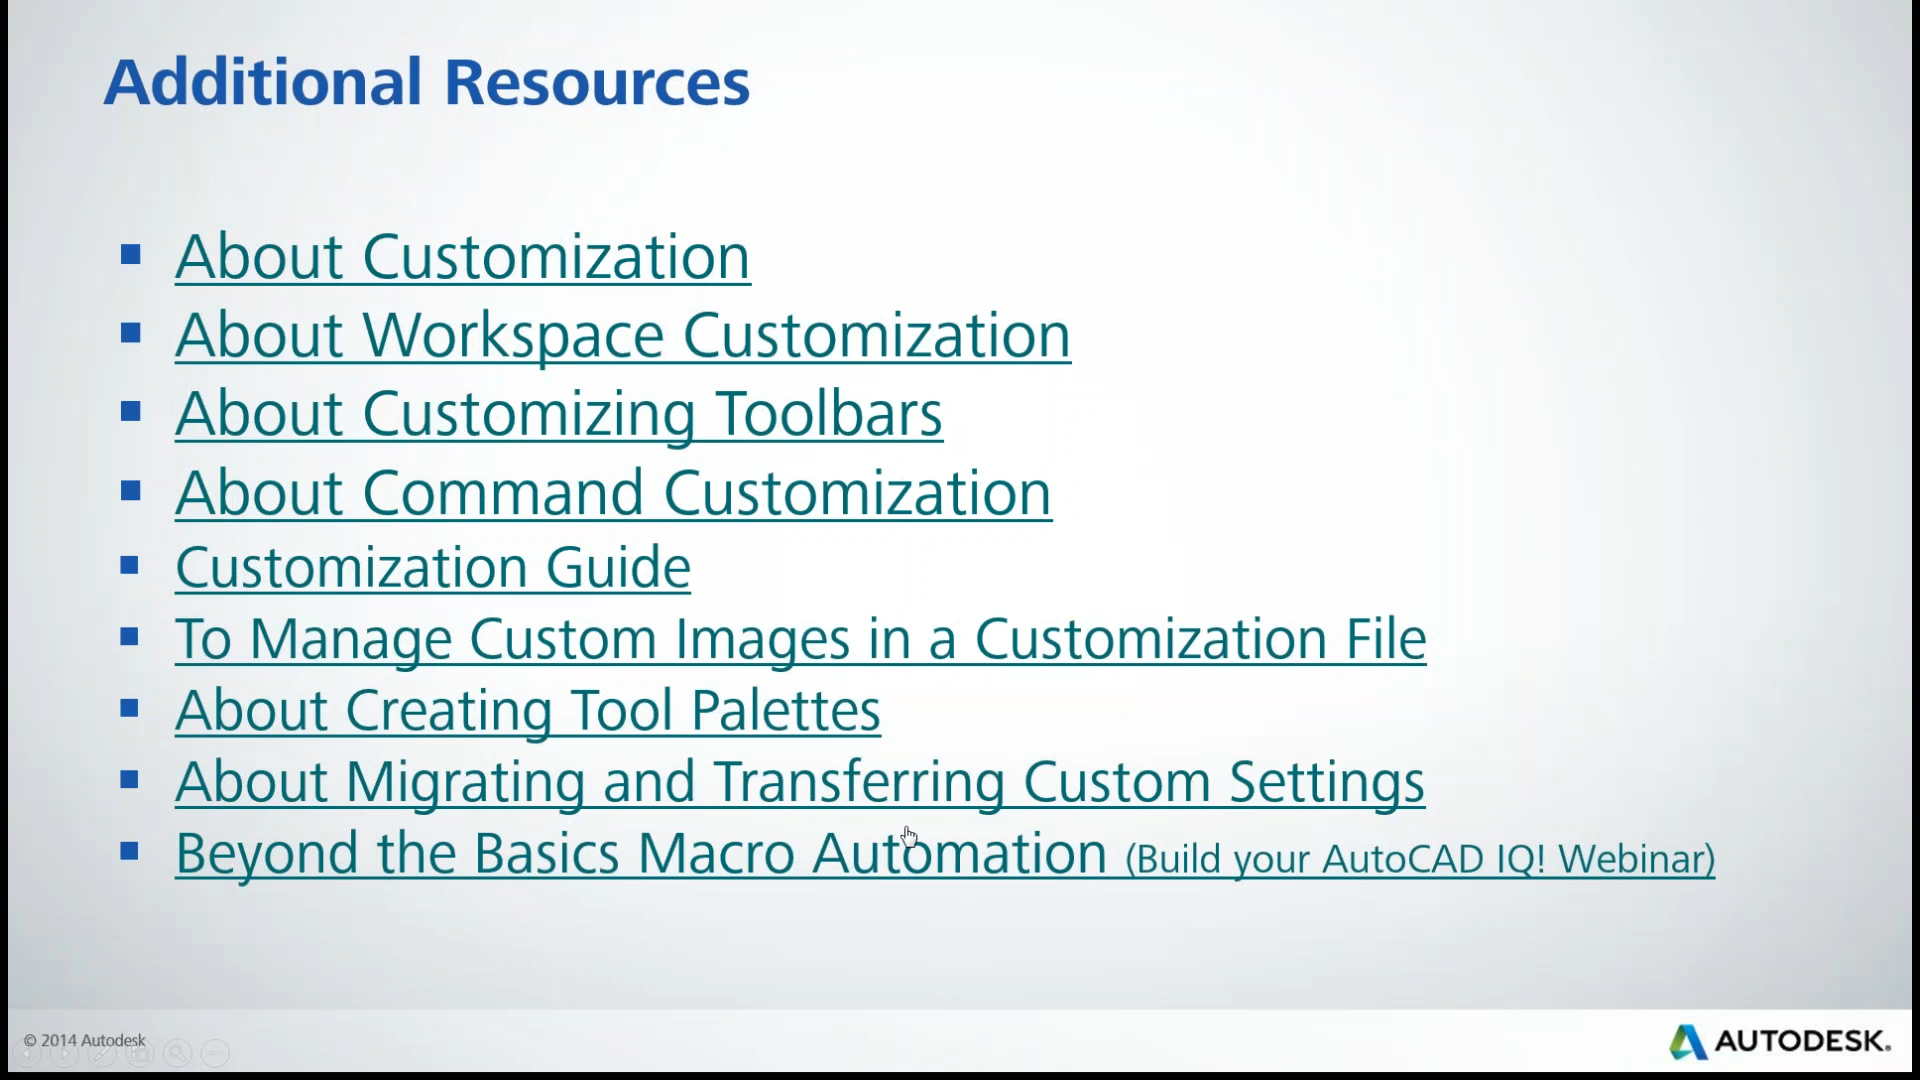 Additional Resources
About Customization
About Workspace Customization
About Customizing Toolbars
About Command Customization
Customization Guide
To Manage Custom Images in a Customization File
About Creating Tool Palettes
About Migrating and Transferring Custom Settings
Beyond the Basics Macro Automation (Build your AutoCAD IQ! Webinar)
© 2014 Autodesk
AUTODESK.